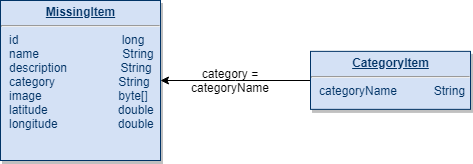 MissingItem
id long
name String
description String
category String
image byte[]
latitude double
longitude double
category =
categoryName
CategoryItem
categoryName String